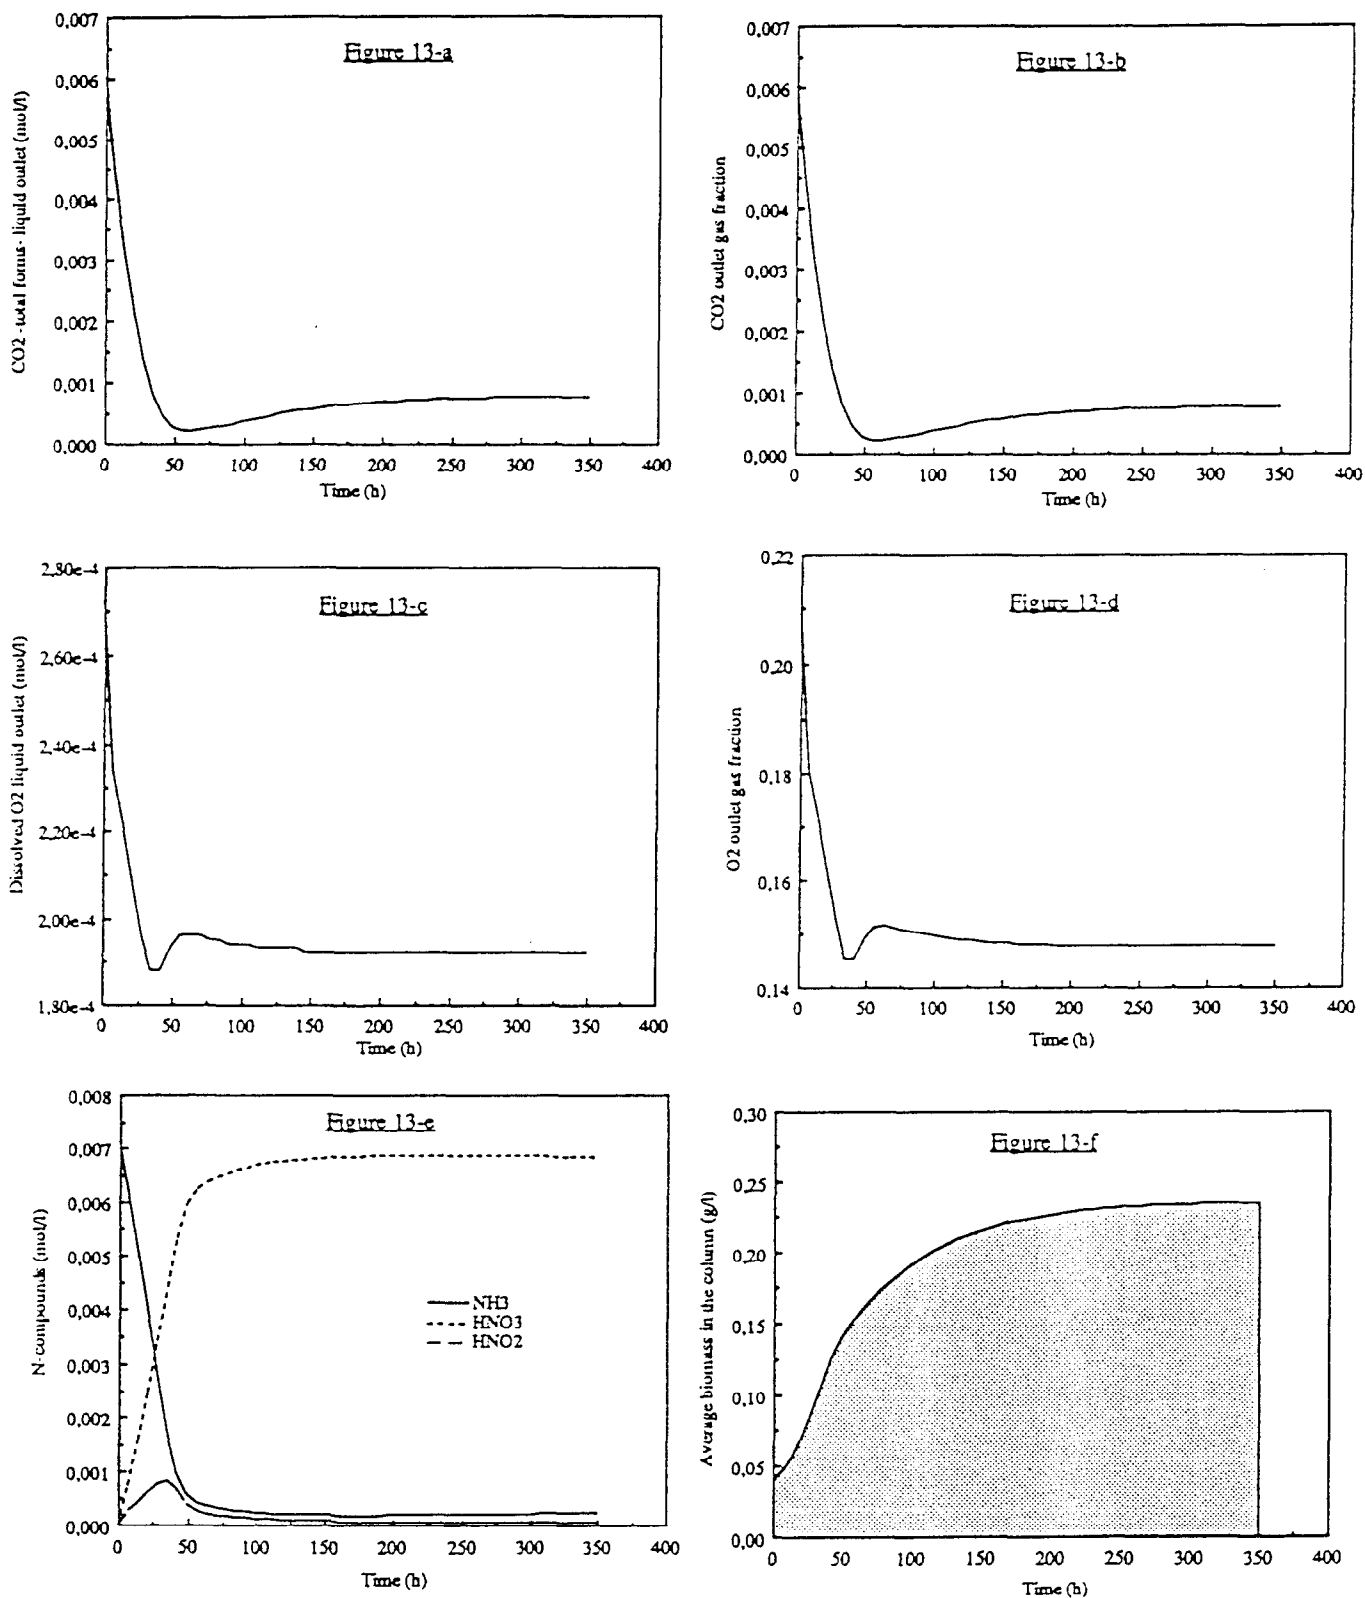 Figure 13-a
CO2 -total forms- liquid outlet (mol/l)
0,007
0,006
0,005
0,004
0,003
0,002
0,001
0,000
0 50 100 150 200 250 300 350 400
Time (h)
Figure 13-b
CO2 outlet gas fraction
0,007
0,006
0,005
0,004
0,003
0,002
0,001
0,000
0 50 100 150 200 250 300 350 400
Time (h)
Figure 13-c
Dissolved O2 liquid outlet (mol/l)
2,80e-4
2,60e-4
2,40e-4
2,20e-4
2,00e-4
1,80e-4
0 50 100 150 200 250 300 350 400
Time (h)
Figure 13-d
O2 outlet gas fraction
0,22
0,20
0,18
0,16
0,14
0 50 100 150 200 250 300 350 400
Time (h)
Figure 13-e
N-compounds (mol/l)
0,008
0,007
0,006
0,005
0,004
0,003
0,002
0,001
0,000
NH3
HNO3
HNO2
0 50 100 150 200 250 300 350 400
Time (h)
Figure 13-f
Average biomass in the column (g/l)
0,30
0,25
0,20
0,15
0,10
0,05
0,00
0 50 100 150 200 250 300 350 400
Time (h)